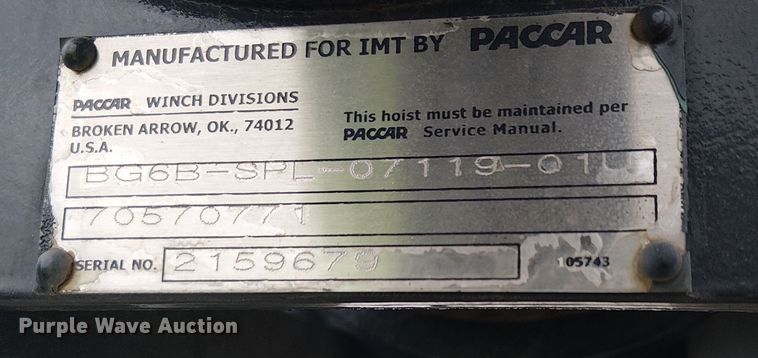 MANUFACTURED FOR IMT BY PACCAR
PACCAR WINCH DIVISIONS
BROKEN ARROW, OK., 74012
U.S.A.
This hoist must be maintained per
PACCAR Service Manual.
BG6B-SPL-07119-01U
70570771
SERIAL NO. 2159679
05743
Purple Wave Auction